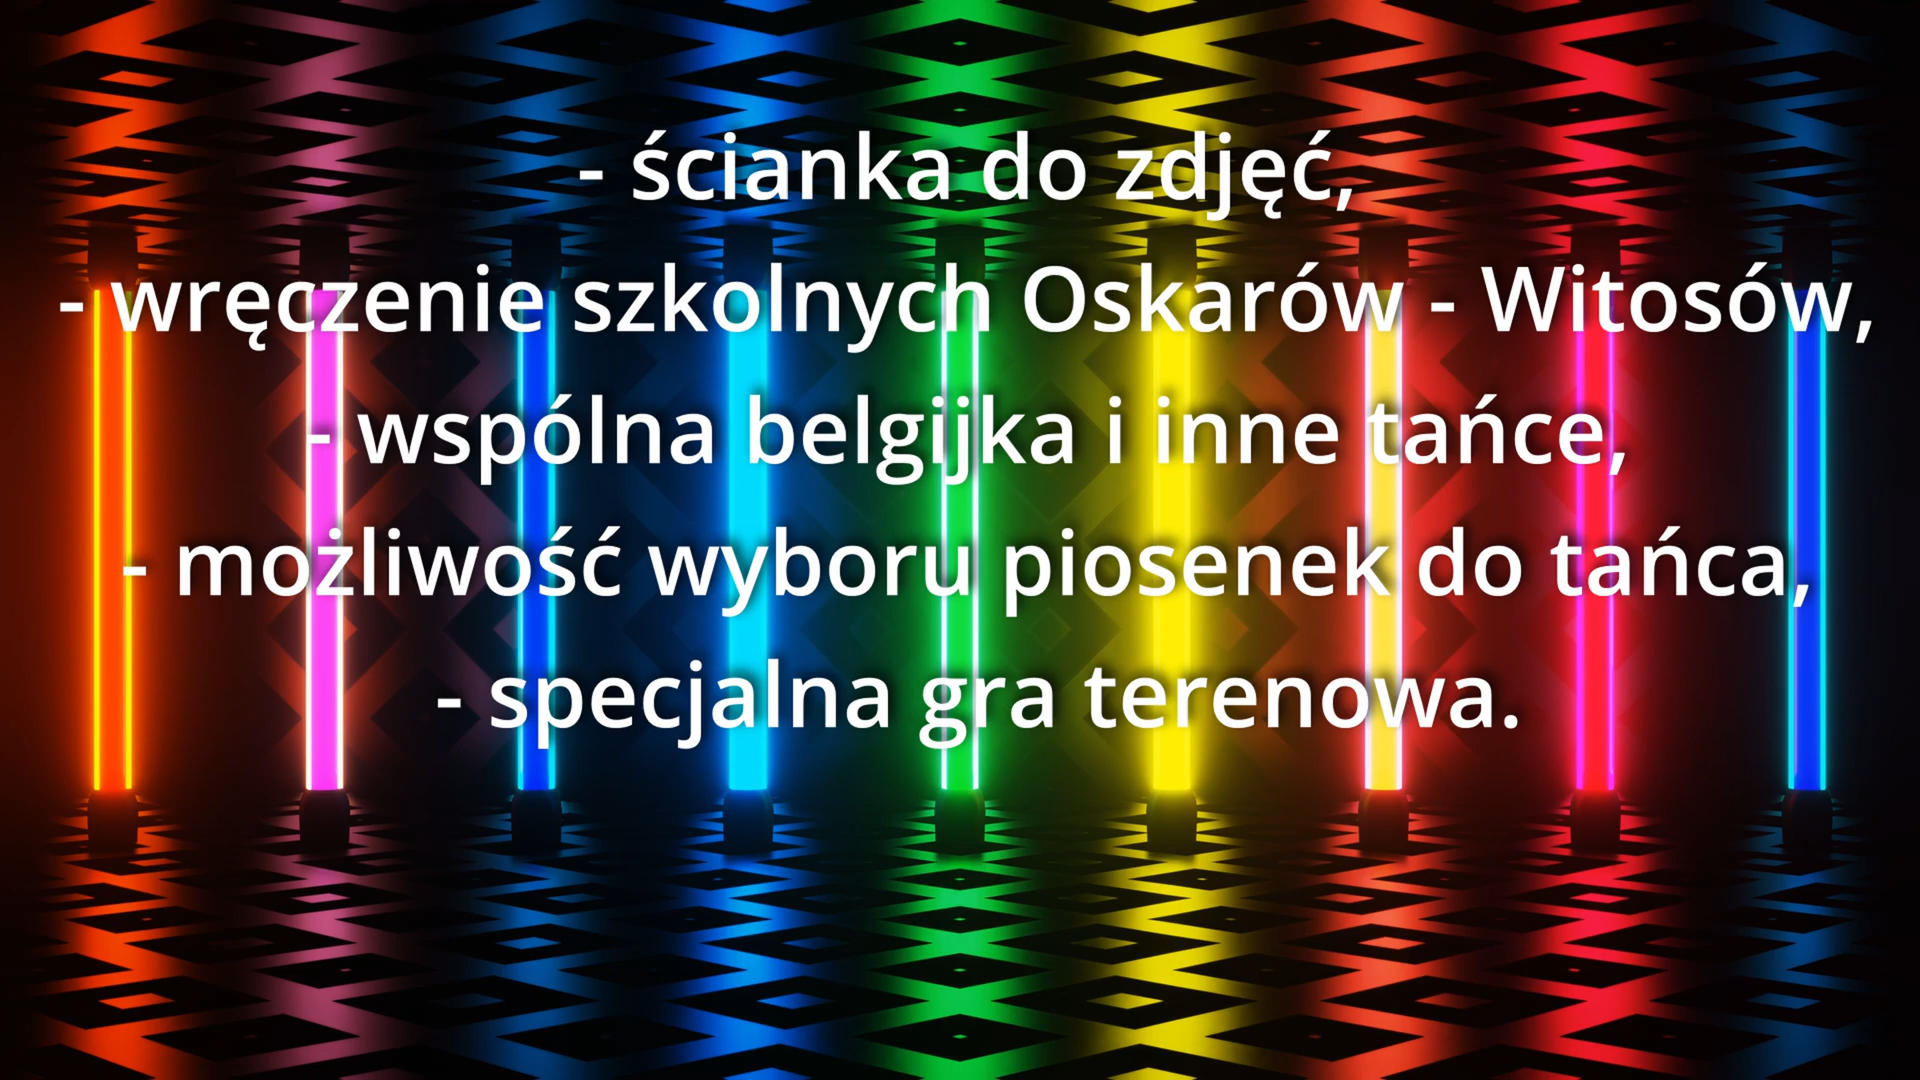 - ścianka do zdjęć,
- wręczenie szkolnych Oskarów - Witosów,
- wspólna belgijka i inne tańce,
- możliwość wyboru piosenek do tańca,
- specjalna gra terenowa.